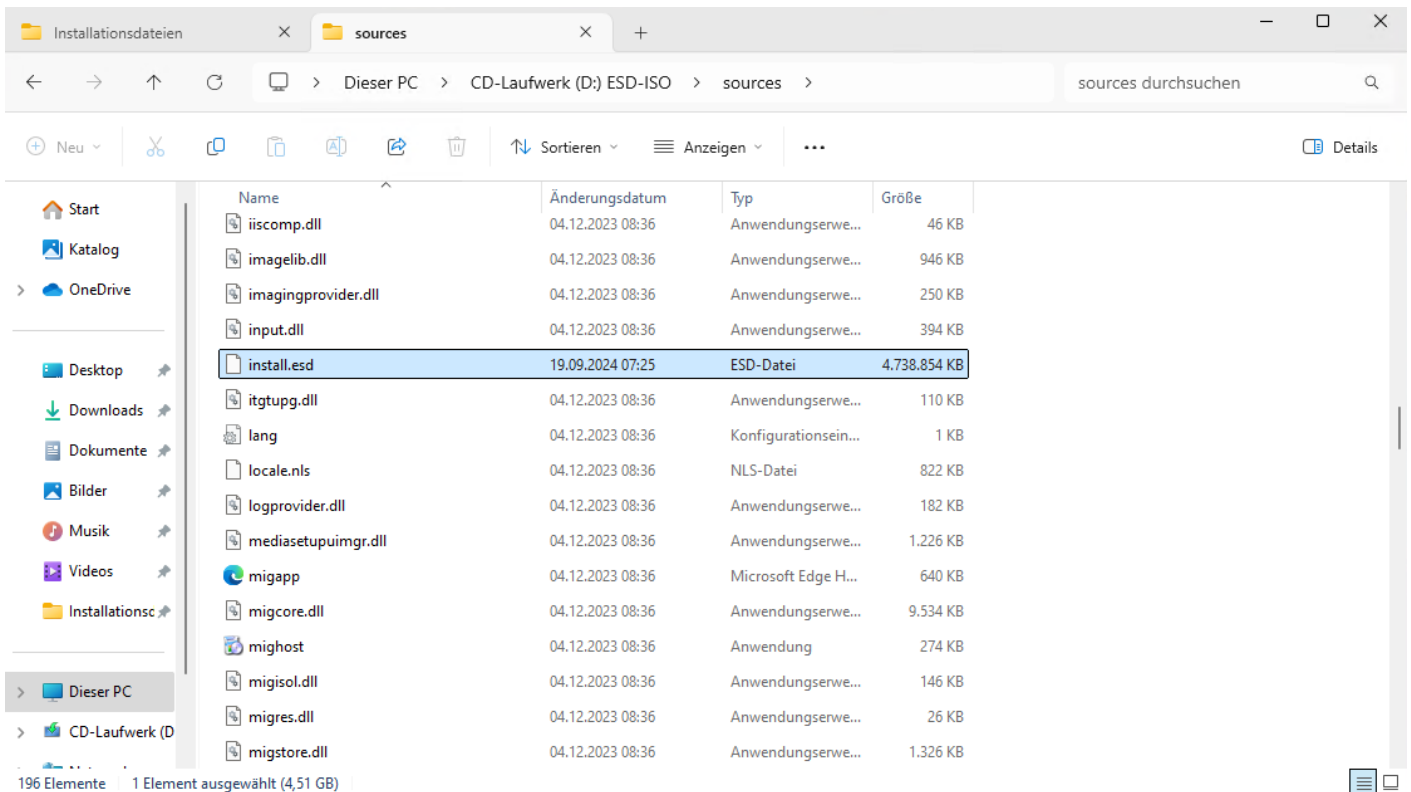 Installationsdateien
sources
Dieser PC > CD-Laufwerk (D:) ESD-ISO > sources >
sources durchsuchen
Neu
Sortieren
Anzeigen
Details
Start
Katalog
OneDrive
Desktop
Downloads
Dokumente
Bilder
Musik
Videos
Installationsc
Dieser PC
CD-Laufwerk (D
Name Änderungsdatum Typ Größe
iiscomp.dll 04.12.2023 08:36 Anwendungserwe... 46 KB
imagelib.dll 04.12.2023 08:36 Anwendungserwe... 946 KB
imagingprovider.dll 04.12.2023 08:36 Anwendungserwe... 250 KB
input.dll 04.12.2023 08:36 Anwendungserwe... 394 KB
install.esd 19.09.2024 07:25 ESD-Datei 4.738.854 KB
itgtupg.dll 04.12.2023 08:36 Anwendungserwe... 110 KB
lang 04.12.2023 08:36 Konfigurationsein... 1 KB
locale.nls 04.12.2023 08:36 NLS-Datei 822 KB
logprovider.dll 04.12.2023 08:36 Anwendungserwe... 182 KB
mediasetupuimgr.dll 04.12.2023 08:36 Anwendungserwe... 1.226 KB
migapp 04.12.2023 08:36 Microsoft Edge H... 640 KB
migcore.dll 04.12.2023 08:36 Anwendungserwe... 9.534 KB
mighost 04.12.2023 08:36 Anwendung 274 KB
migisol.dll 04.12.2023 08:36 Anwendungserwe... 146 KB
migres.dll 04.12.2023 08:36 Anwendungserwe... 26 KB
migstore.dll 04.12.2023 08:36 Anwendungserwe... 1.326 KB
196 Elemente 1 Element ausgewählt (4,51 GB)